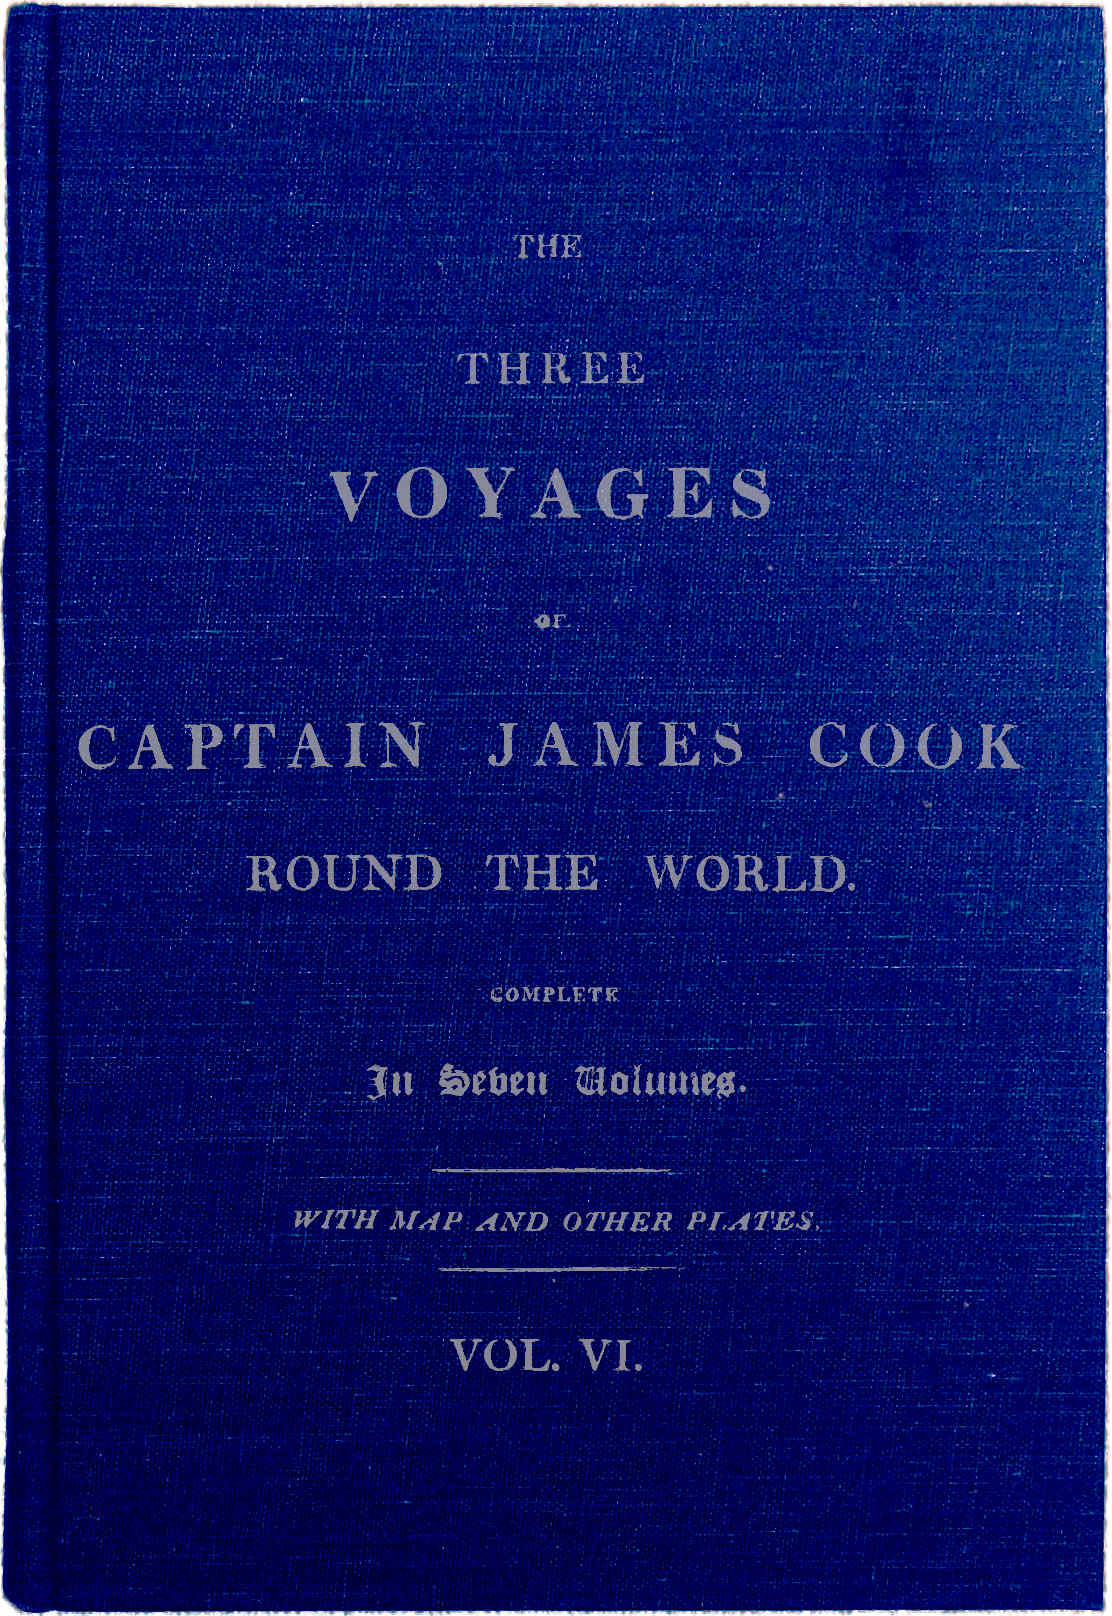 THE
THREE
VOYAGES
OF
CAPTAIN JAMES COOK
ROUND THE WORLD.
COMPLETE
In Seven Volumes.
WITH MAP AND OTHER PLATES.
VOL. VI.